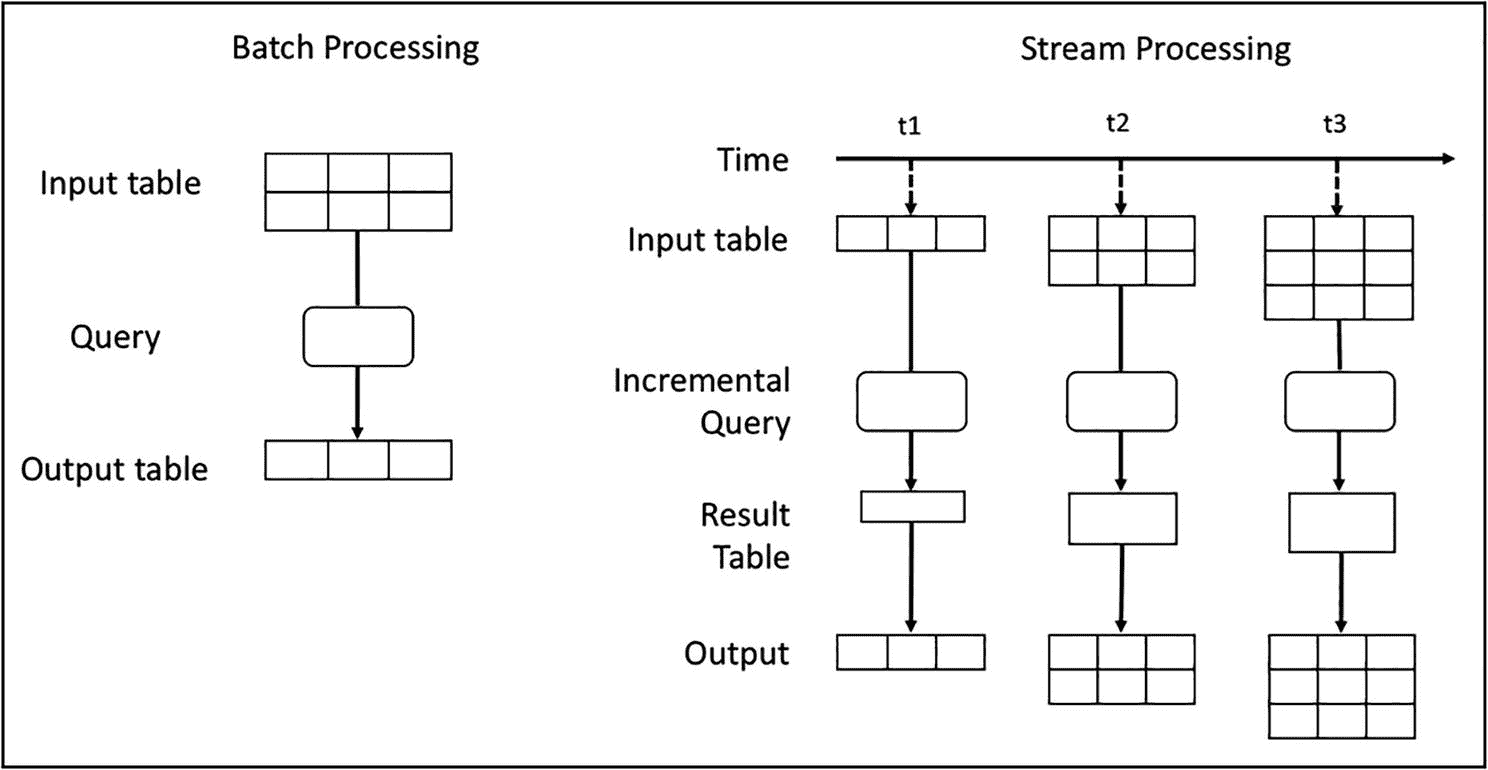 Batch Processing
Input table
Query
Output table
Stream Processing
t1 t2 t3
Time
Input table
Incremental
Query
Result
Table
Output